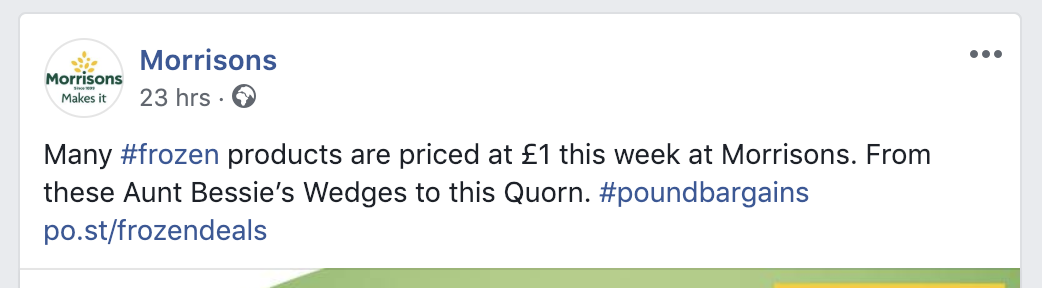 Morrisons
Since 1899
Makes it
Morrisons
23 hrs ·
Many #frozen products are priced at £1 this week at Morrisons. From
these Aunt Bessie’s Wedges to this Quorn. #poundbargains
po.st/frozendeals